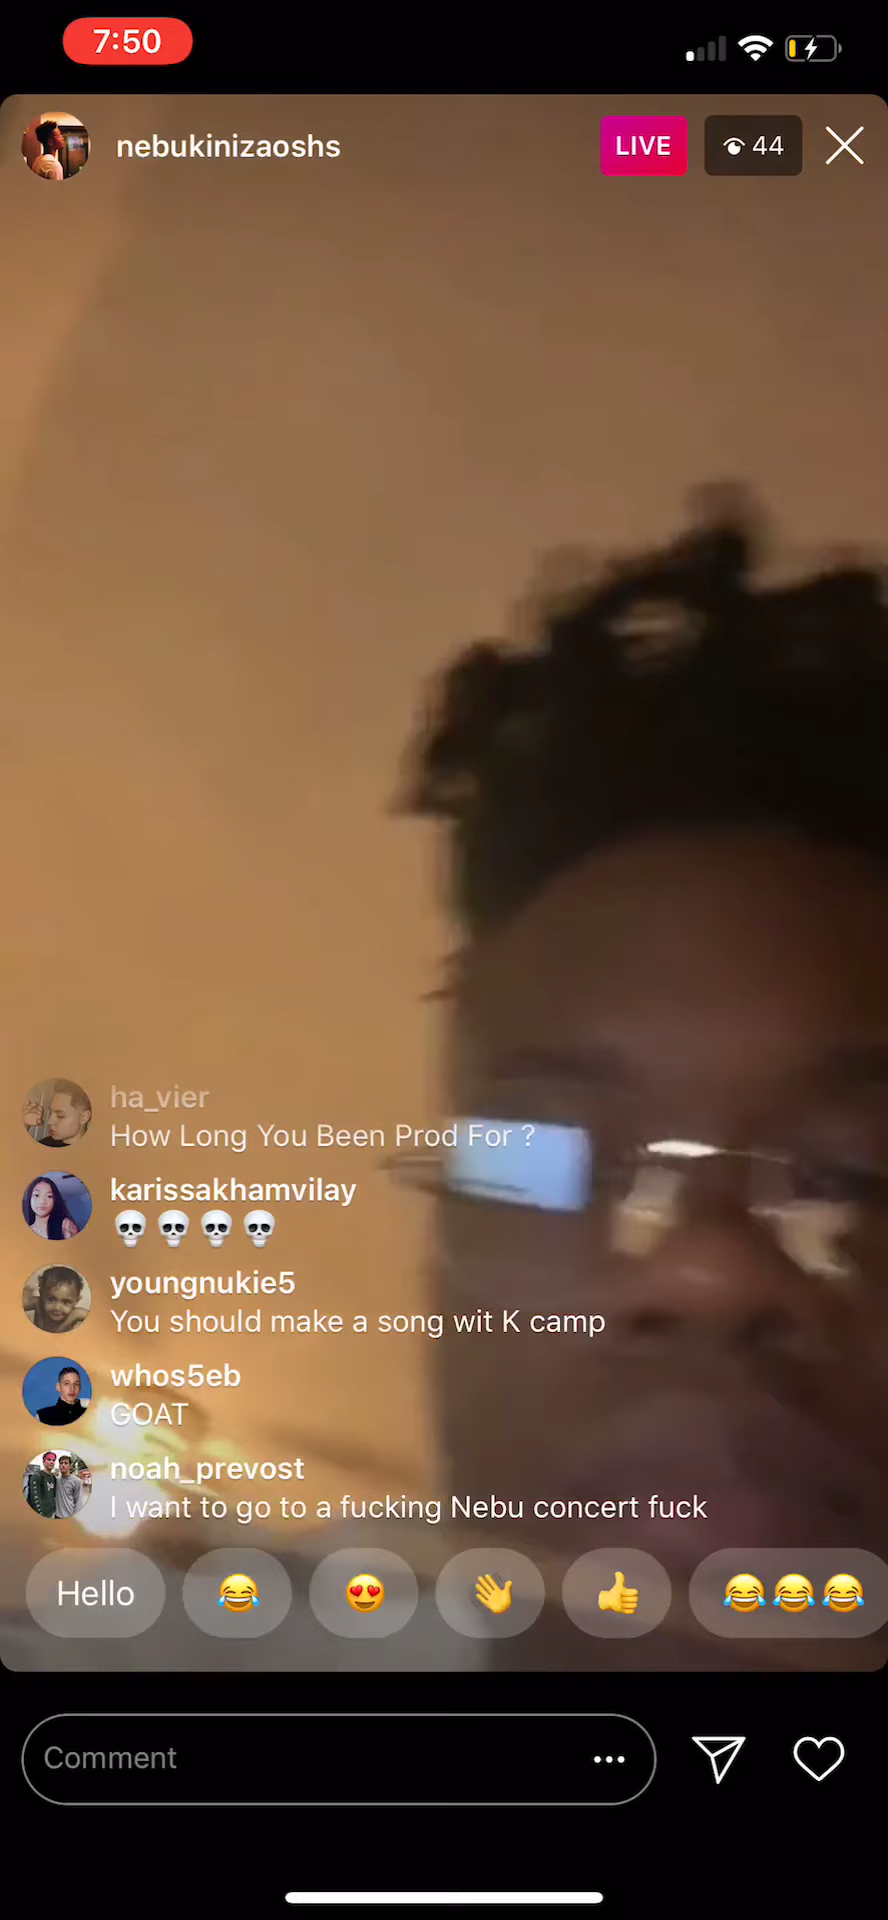 7:50
nebukinizaoshs
LIVE
44
ha_vier
How Long You Been Prod For ?
karissakhamvilay
💀💀💀💀
youngnukie5
You should make a song wit K camp
whos5eb
GOAT
noah_prevost
I want to go to a fucking Nebu concert fuck
Hello 😂 😍 👋 👍 😂😂😂
Comment